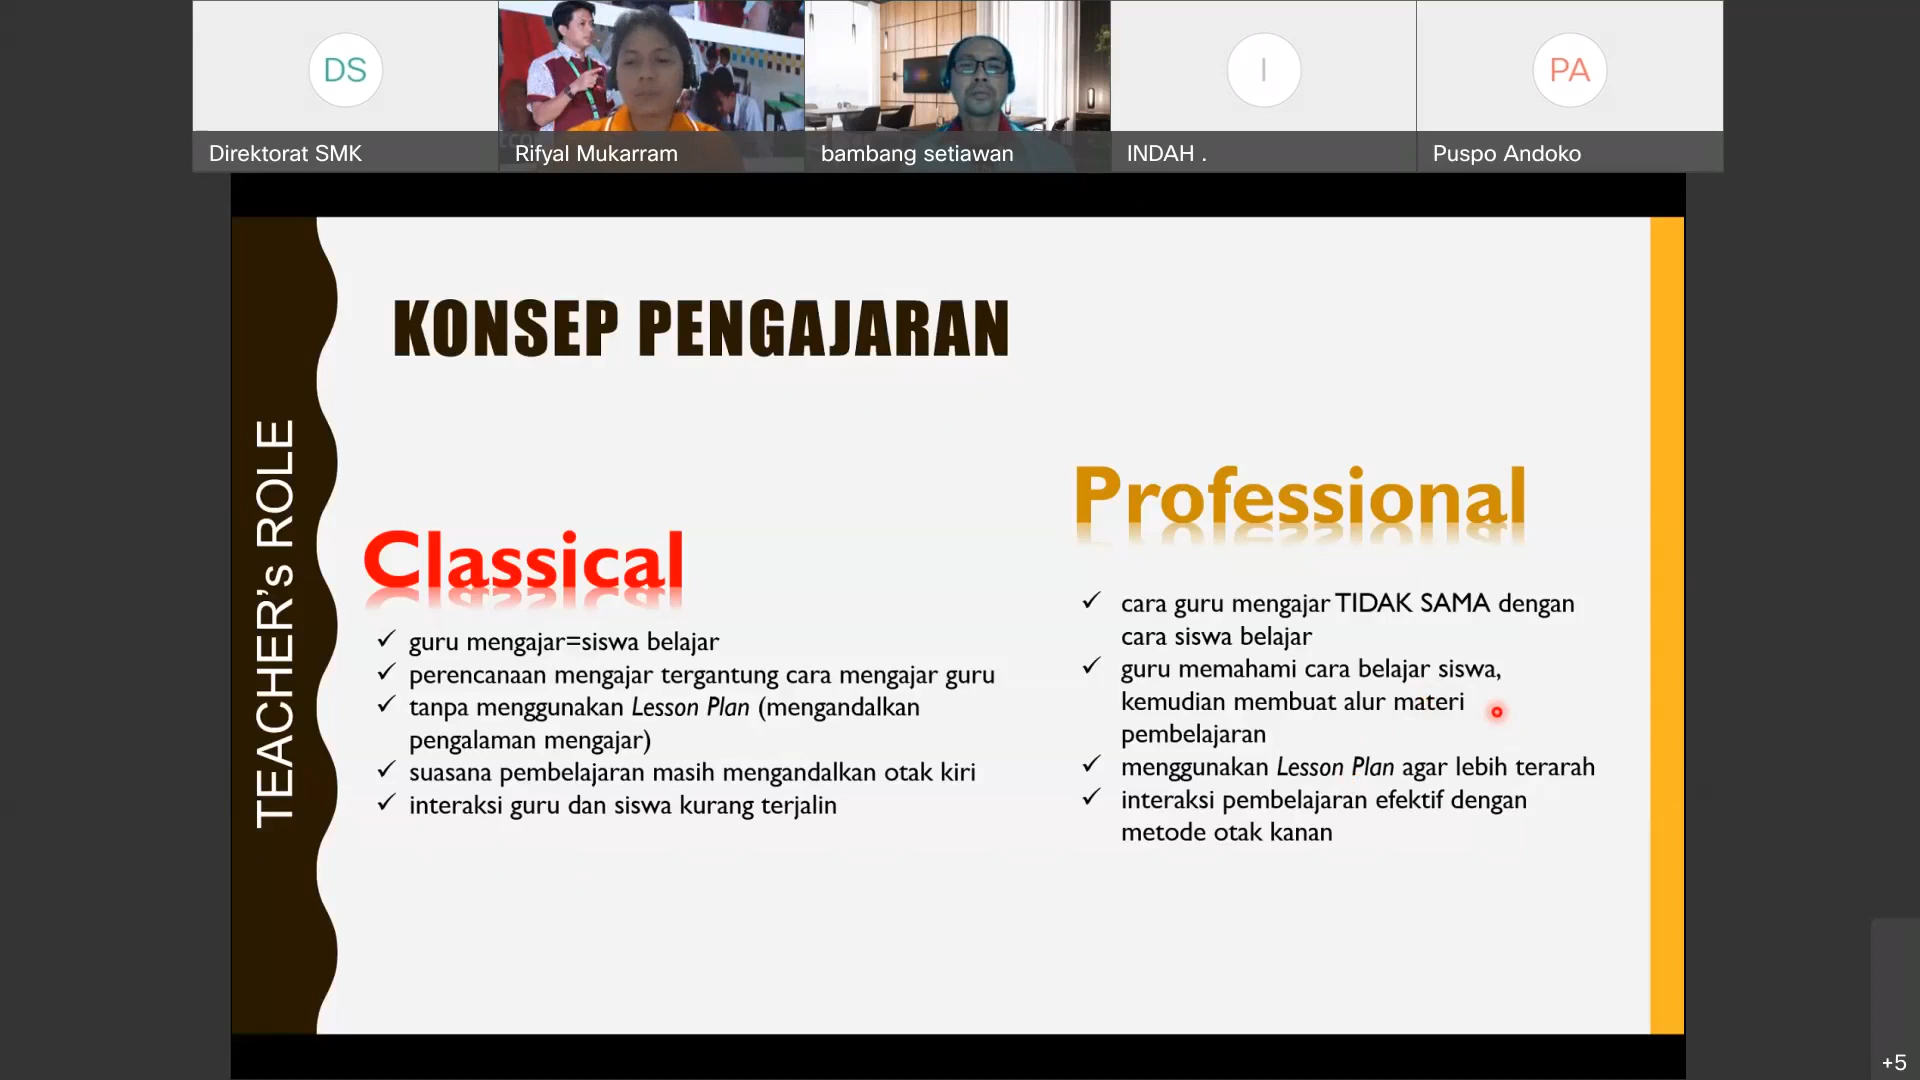 DS
I
PA
Direktorat SMK
Rifyal Mukarram
bambang setiawan
INDAH .
Puspo Andoko
TEACHER's ROLE
KONSEP PENGAJARAN
Classical
guru mengajar=siswa belajar
perencanaan mengajar tergantung cara mengajar guru
tanpa menggunakan Lesson Plan (mengandalkan
pengalaman mengajar)
suasana pembelajaran masih mengandalkan otak kiri
interaksi guru dan siswa kurang terjalin
Professional
cara guru mengajar TIDAK SAMA dengan
cara siswa belajar
guru memahami cara belajar siswa,
kemudian membuat alur materi
pembelajaran
menggunakan Lesson Plan agar lebih terarah
interaksi pembelajaran efektif dengan
metode otak kanan
+5